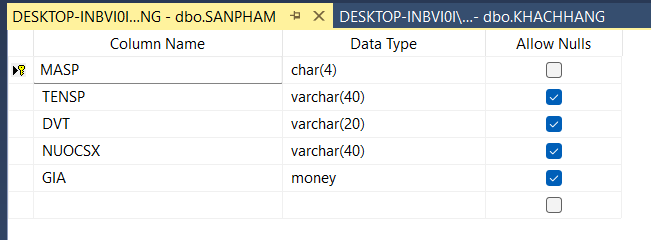 DESKTOP-INBVI0I...NG - dbo.SANPHAM DESKTOP-INBVI0I\...- dbo.KHACHHANG
Column Name Data Type Allow Nulls
MASP char(4)
TENSP varchar(40)
DVT varchar(20)
NUOCSX varchar(40)
GIA money